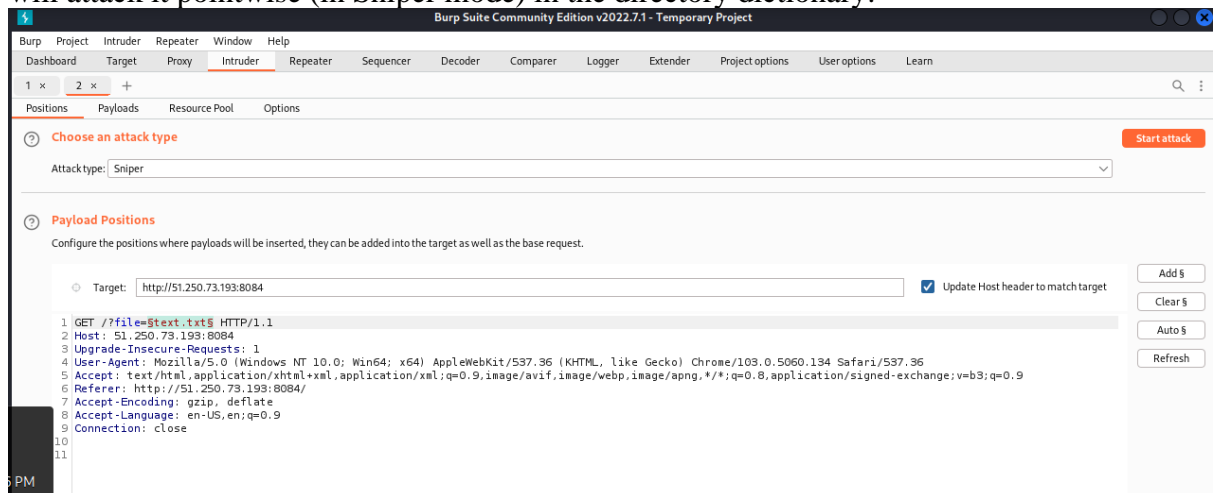 will attack it pointwise (in Sniper mode) in the directory dictionary.
Burp Suite Community Edition v2022.7.1 - Temporary Project
Burp Project Intruder Repeater Window Help
Dashboard Target Proxy Intruder Repeater Sequencer Decoder Comparer Logger Extender Project options User options Learn
1 × 2 × +
Positions Payloads Resource Pool Options
? Choose an attack type
Start attack
Attack type: Sniper
? Payload Positions
Configure the positions where payloads will be inserted, they can be added into the target as well as the base request.
Add §
Target: http://51.250.73.193:8084
Update Host header to match target
Clear §
1 GET /?file=§text.txt§ HTTP/1.1
2 Host: 51.250.73.193:8084
Auto §
3 Upgrade-Insecure-Requests: 1
4 User-Agent: Mozilla/5.0 (Windows NT 10.0; Win64; x64) AppleWebKit/537.36 (KHTML, like Gecko) Chrome/103.0.5060.134 Safari/537.36
Refresh
5 Accept: text/html,application/xhtml+xml,application/xml;q=0.9,image/avif,image/webp,image/apng,*/*;q=0.8,application/signed-exchange;v=b3;q=0.9
6 Referer: http://51.250.73.193:8084/
7 Accept-Encoding: gzip, deflate
8 Accept-Language: en-US,en;q=0.9
9 Connection: close
10
11
PM